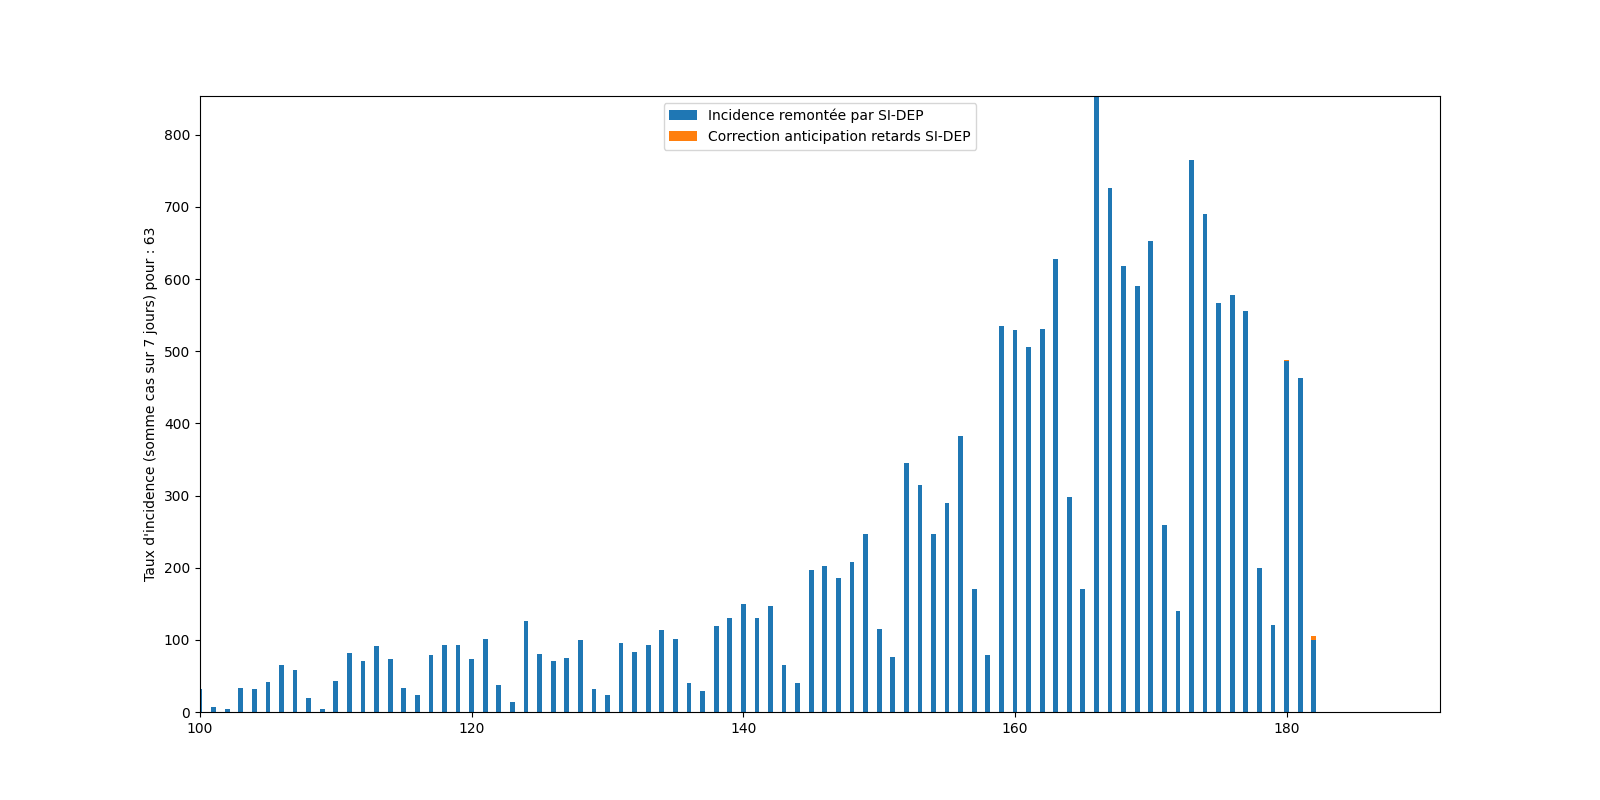 Incidence remontée par SI-DEP
Correction anticipation retards SI-DEP
Taux d'incidence (somme cas sur 7 jours) pour : 63
800
700
600
500
400
300
200
100
0
100 120 140 160 180